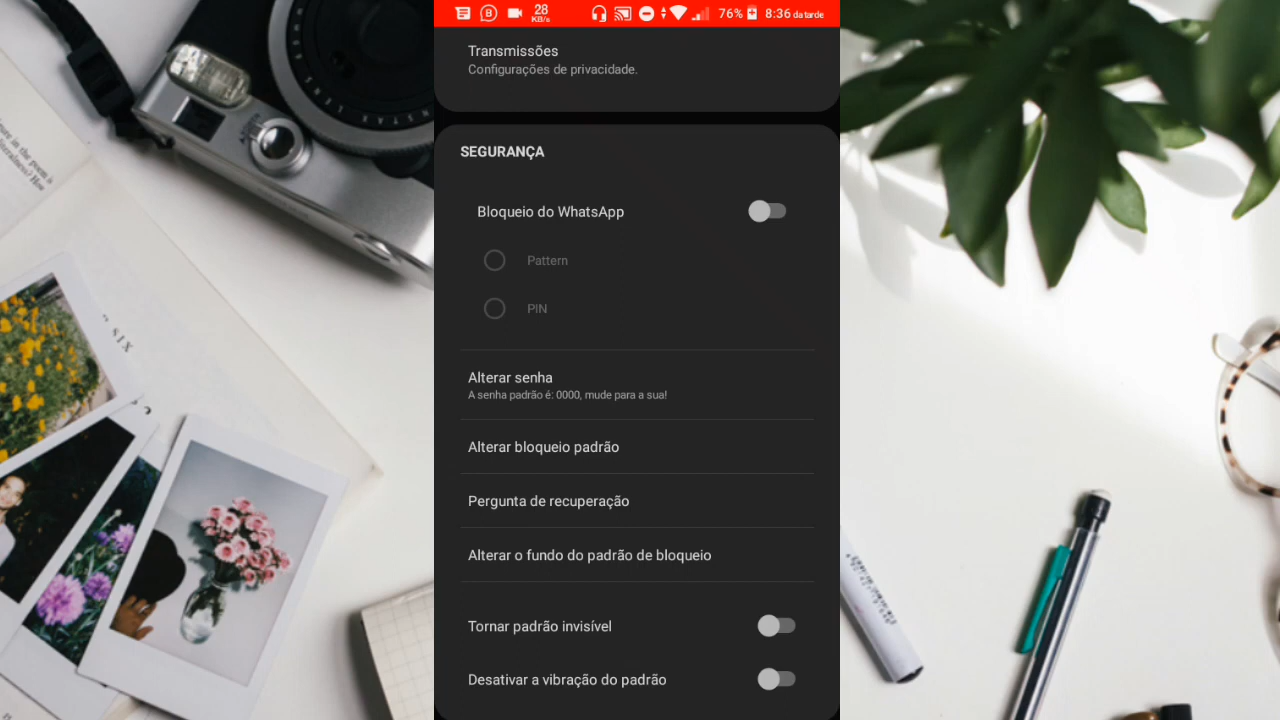 28
KB/s
76%
8:36 da tarde
Transmissões
Configurações de privacidade.
SEGURANÇA
Bloqueio do WhatsApp
Pattern
PIN
Alterar senha
A senha padrão é: 0000, mude para a sua!
Alterar bloqueio padrão
Pergunta de recuperação
Alterar o fundo do padrão de bloqueio
Tornar padrão invisível
Desativar a vibração do padrão
SIX